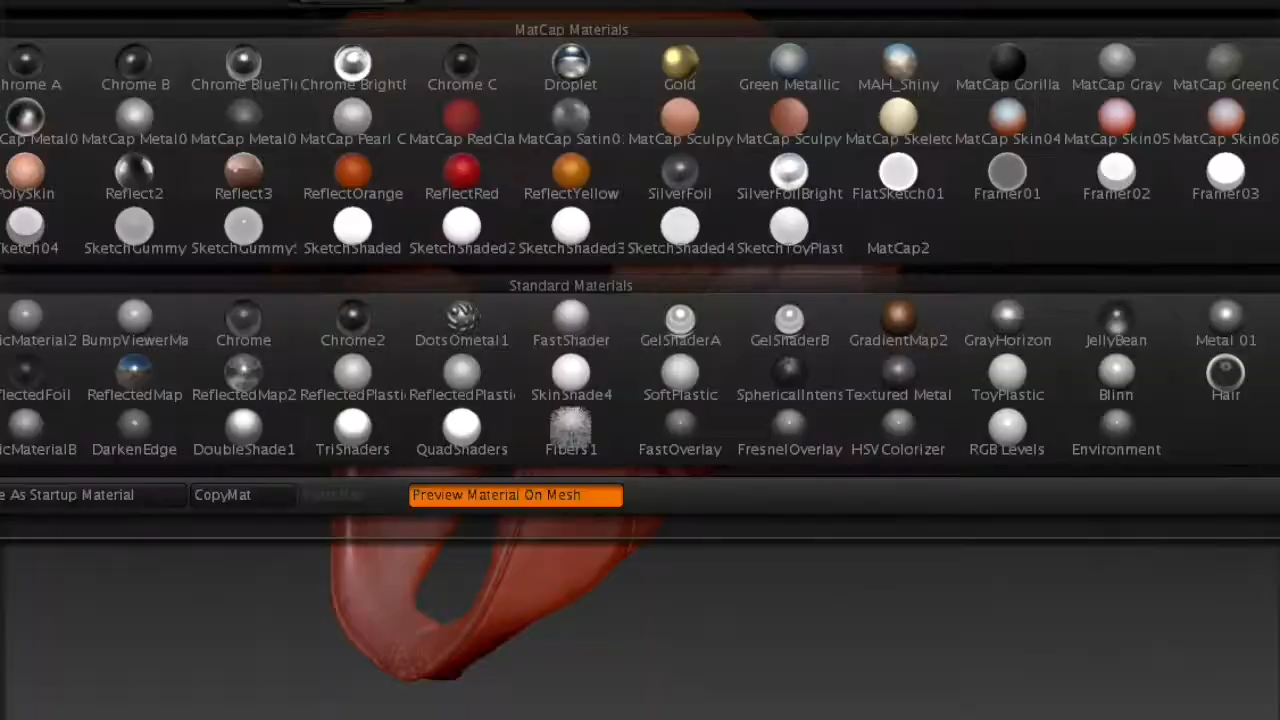 MatCap Materials
hrome A Chrome B Chrome BlueTi Chrome Brightl Chrome C Droplet Gold Green Metallic MAH_Shiny MatCap Gorilla MatCap Gray MatCap GreenC
Cap Metal0 MatCap Metal0 MatCap Metal0 MatCap Pearl C MatCap RedCla MatCap Satin0 MatCap Sculpy MatCap Sculpy MatCap Skeletc MatCap Skin04 MatCap Skin05 MatCap Skin06
PolySkin Reflect2 Reflect3 ReflectOrange ReflectRed ReflectYellow SilverFoil SilverFoilBright FlatSketch01 Framer01 Framer02 Framer03
ketch04 SketchGummy SketchGummy SketchShaded SketchShaded2 SketchShaded3 SketchShaded4 SketchToyPlast MatCap2
Standard Materials
icMaterial2 BumpViewerMa Chrome Chrome2 DotsOmetal1 FastShader GelShaderA GelShaderB GradientMap2 GrayHorizon JellyBean Metal 01
lectedFoil ReflectedMap ReflectedMap2 ReflectedPlasti ReflectedPlasti SkinShade4 SoftPlastic SphericalIntens Textured Metal ToyPlastic Blinn Hair
icMaterialB DarkenEdge DoubleShade1 TriShaders QuadShaders Fibers1 FastOverlay FresnelOverlay HSVColorizer RGB Levels Environment
e As Startup Material CopyMat Preview Material On Mesh